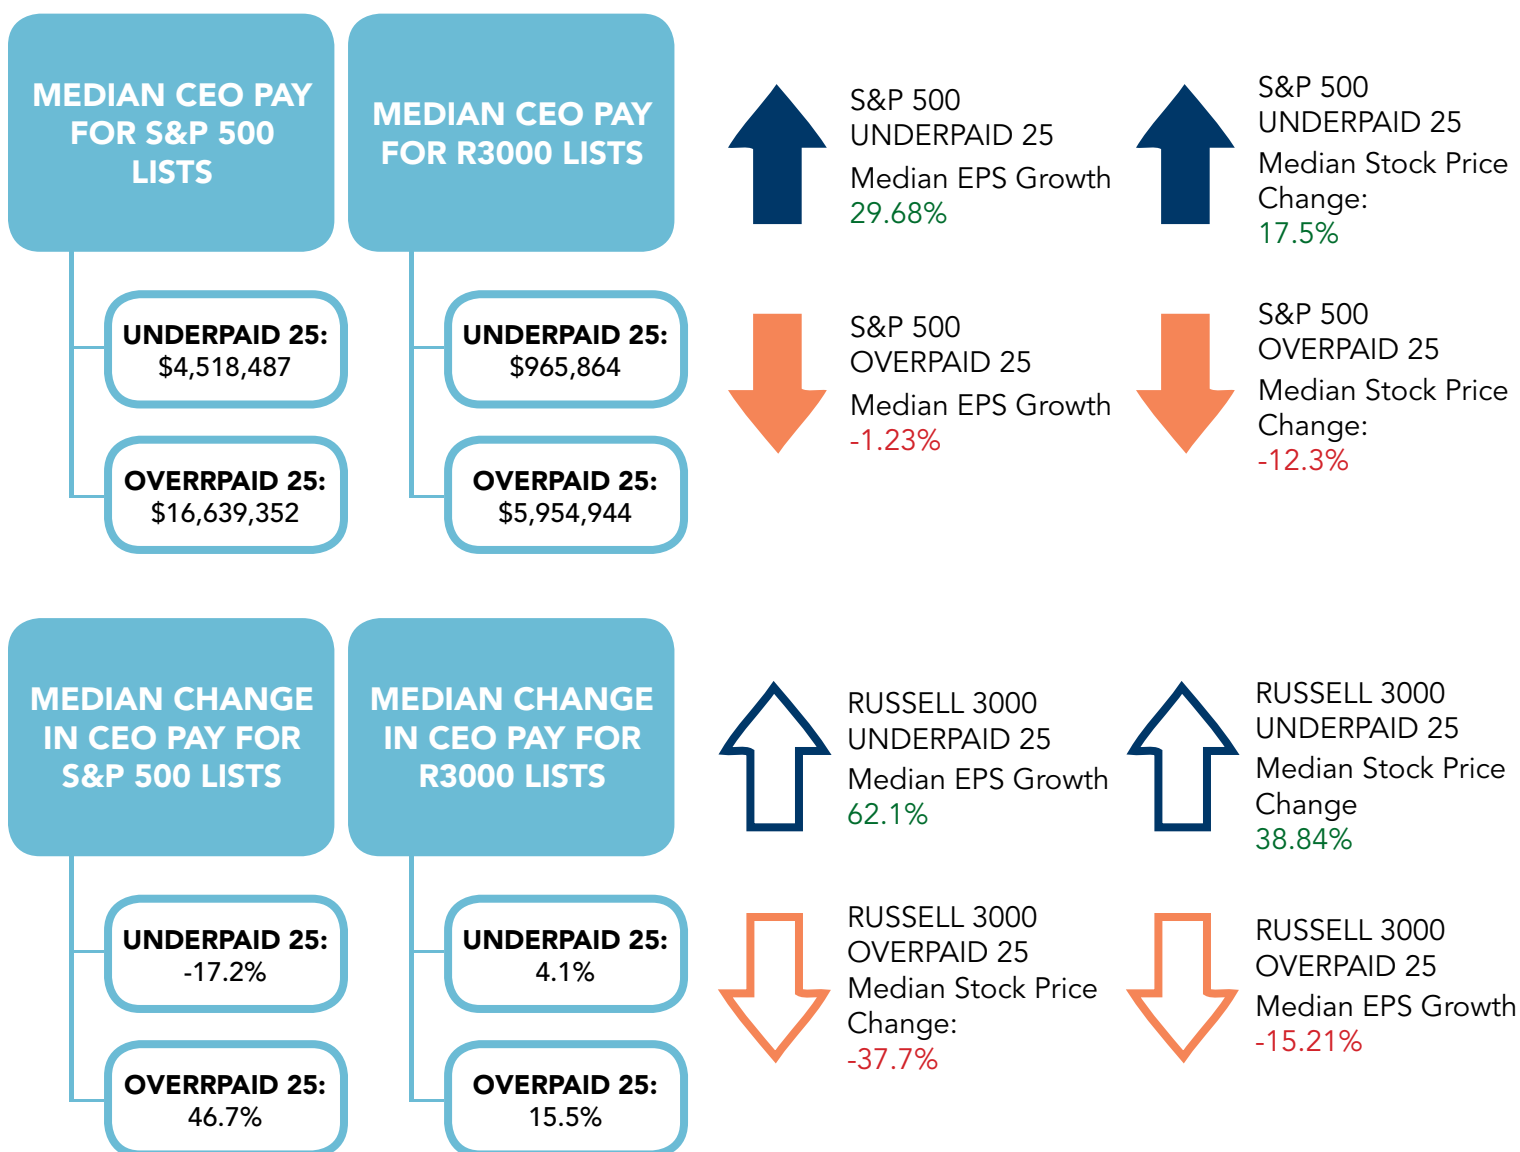 MEDIAN CEO PAY
FOR S&P 500
LISTS
UNDERPAID 25:
$4,518,487
OVERRPAID 25:
$16,639,352
MEDIAN CEO PAY
FOR R3000 LISTS
UNDERPAID 25:
$965,864
OVERPAID 25:
$5,954,944
S&P 500
UNDERPAID 25
Median EPS Growth
29.68%
S&P 500
UNDERPAID 25
Median Stock Price
Change:
17.5%
S&P 500
OVERPAID 25
Median EPS Growth
-1.23%
S&P 500
OVERPAID 25
Median Stock Price
Change:
-12.3%
MEDIAN CHANGE
IN CEO PAY FOR
S&P 500 LISTS
UNDERPAID 25:
-17.2%
OVERRPAID 25:
46.7%
MEDIAN CHANGE
IN CEO PAY FOR
R3000 LISTS
UNDERPAID 25:
4.1%
OVERPAID 25:
15.5%
RUSSELL 3000
UNDERPAID 25
Median EPS Growth
62.1%
RUSSELL 3000
UNDERPAID 25
Median Stock Price
Change
38.84%
RUSSELL 3000
OVERPAID 25
Median Stock Price
Change:
-37.7%
RUSSELL 3000
OVERPAID 25
Median EPS Growth
-15.21%